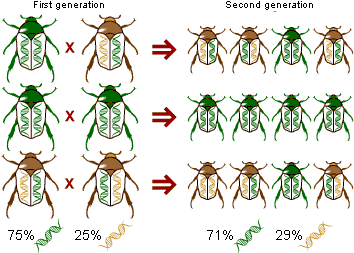 First generation Second generation
X
X
X
75% 25% 71% 29%